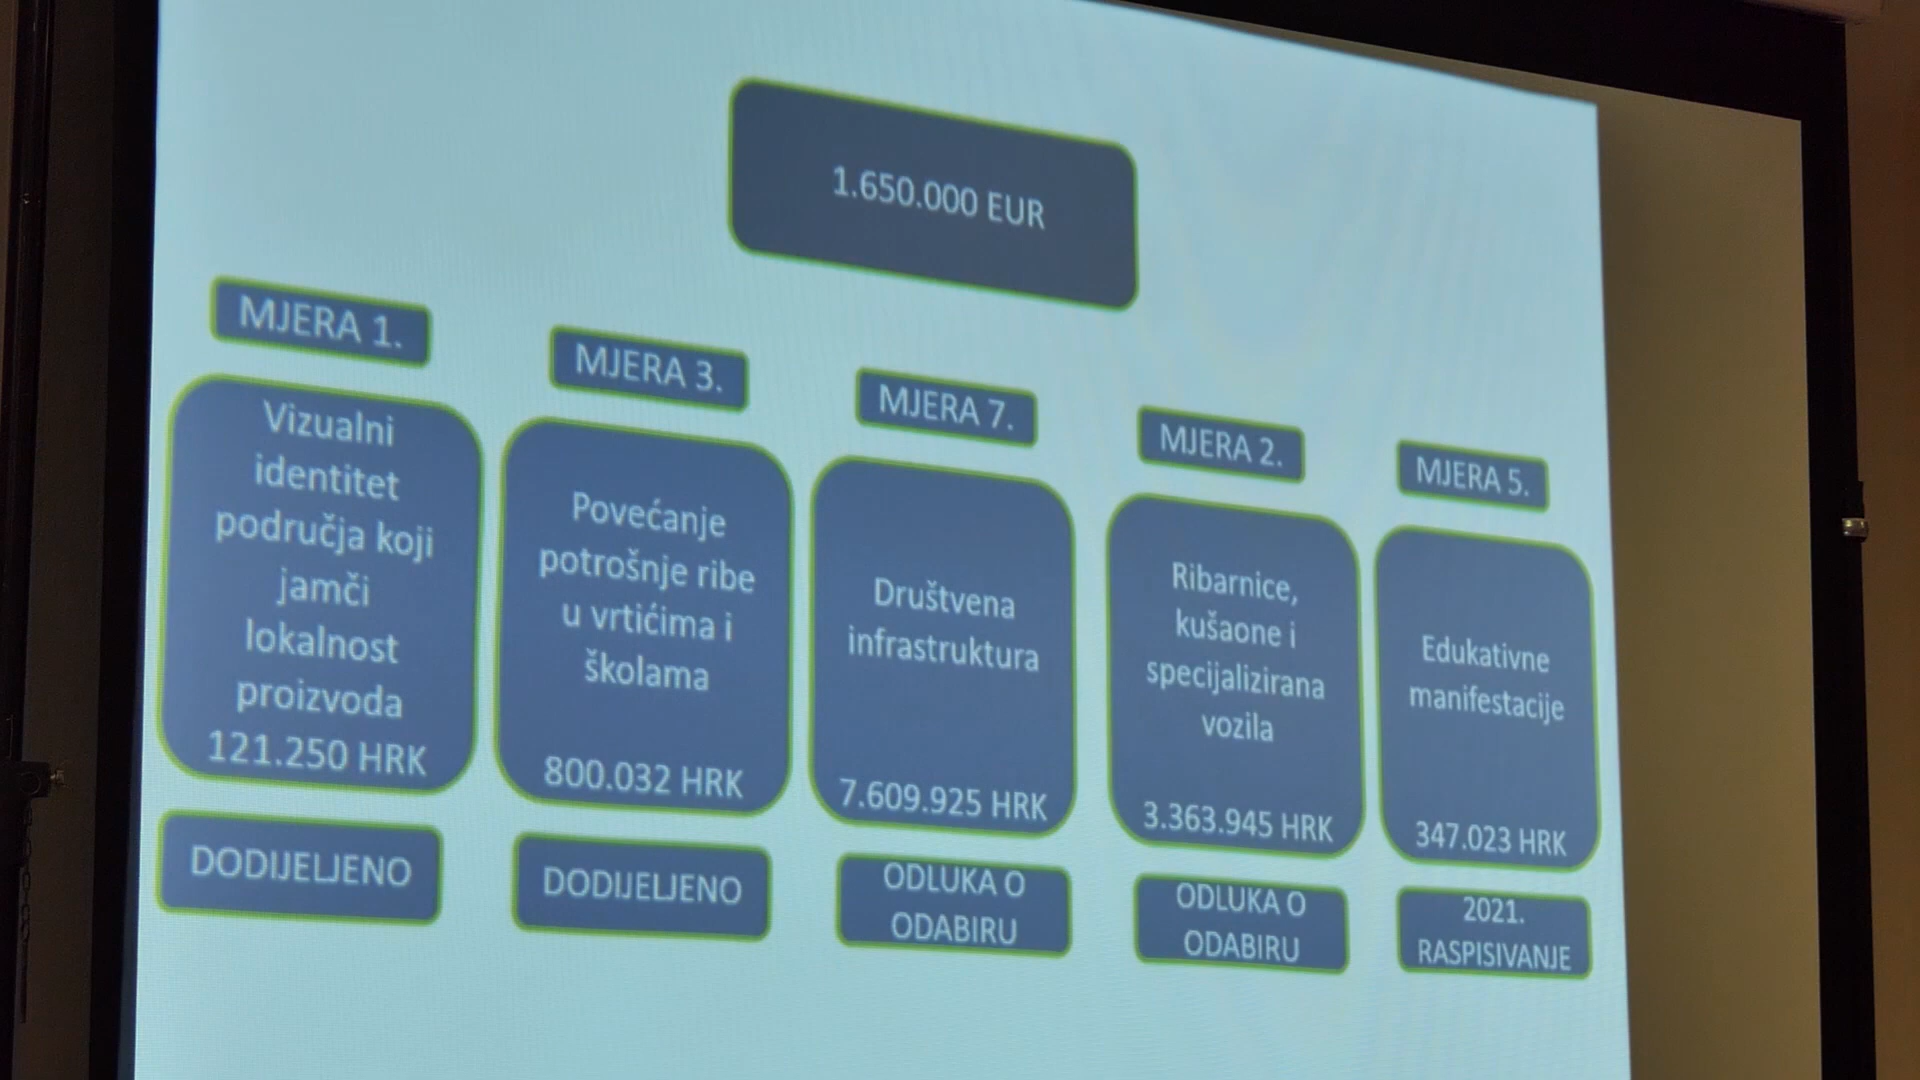 1.650.000 EUR
MJERA 1.
Vizualni
identitet
područja koji
jamči
lokalnost
proizvoda
121.250 HRK
DODIJELJENO
MJERA 3.
Povećanje
potrošnje ribe
u vrtićima i
školama
800.032 HRK
DODIJELJENO
MJERA 7.
Društvena
infrastruktura
7.609.925 HRK
ODLUKA O
ODABIRU
MJERA 2.
Ribarnice,
kušaone i
specijalizirana
vozila
3.363.945 HRK
ODLUKA O
ODABIRU
MJERA 5.
Edukativne
manifestacije
347.023 HRK
2021.
RASPISIVANJE